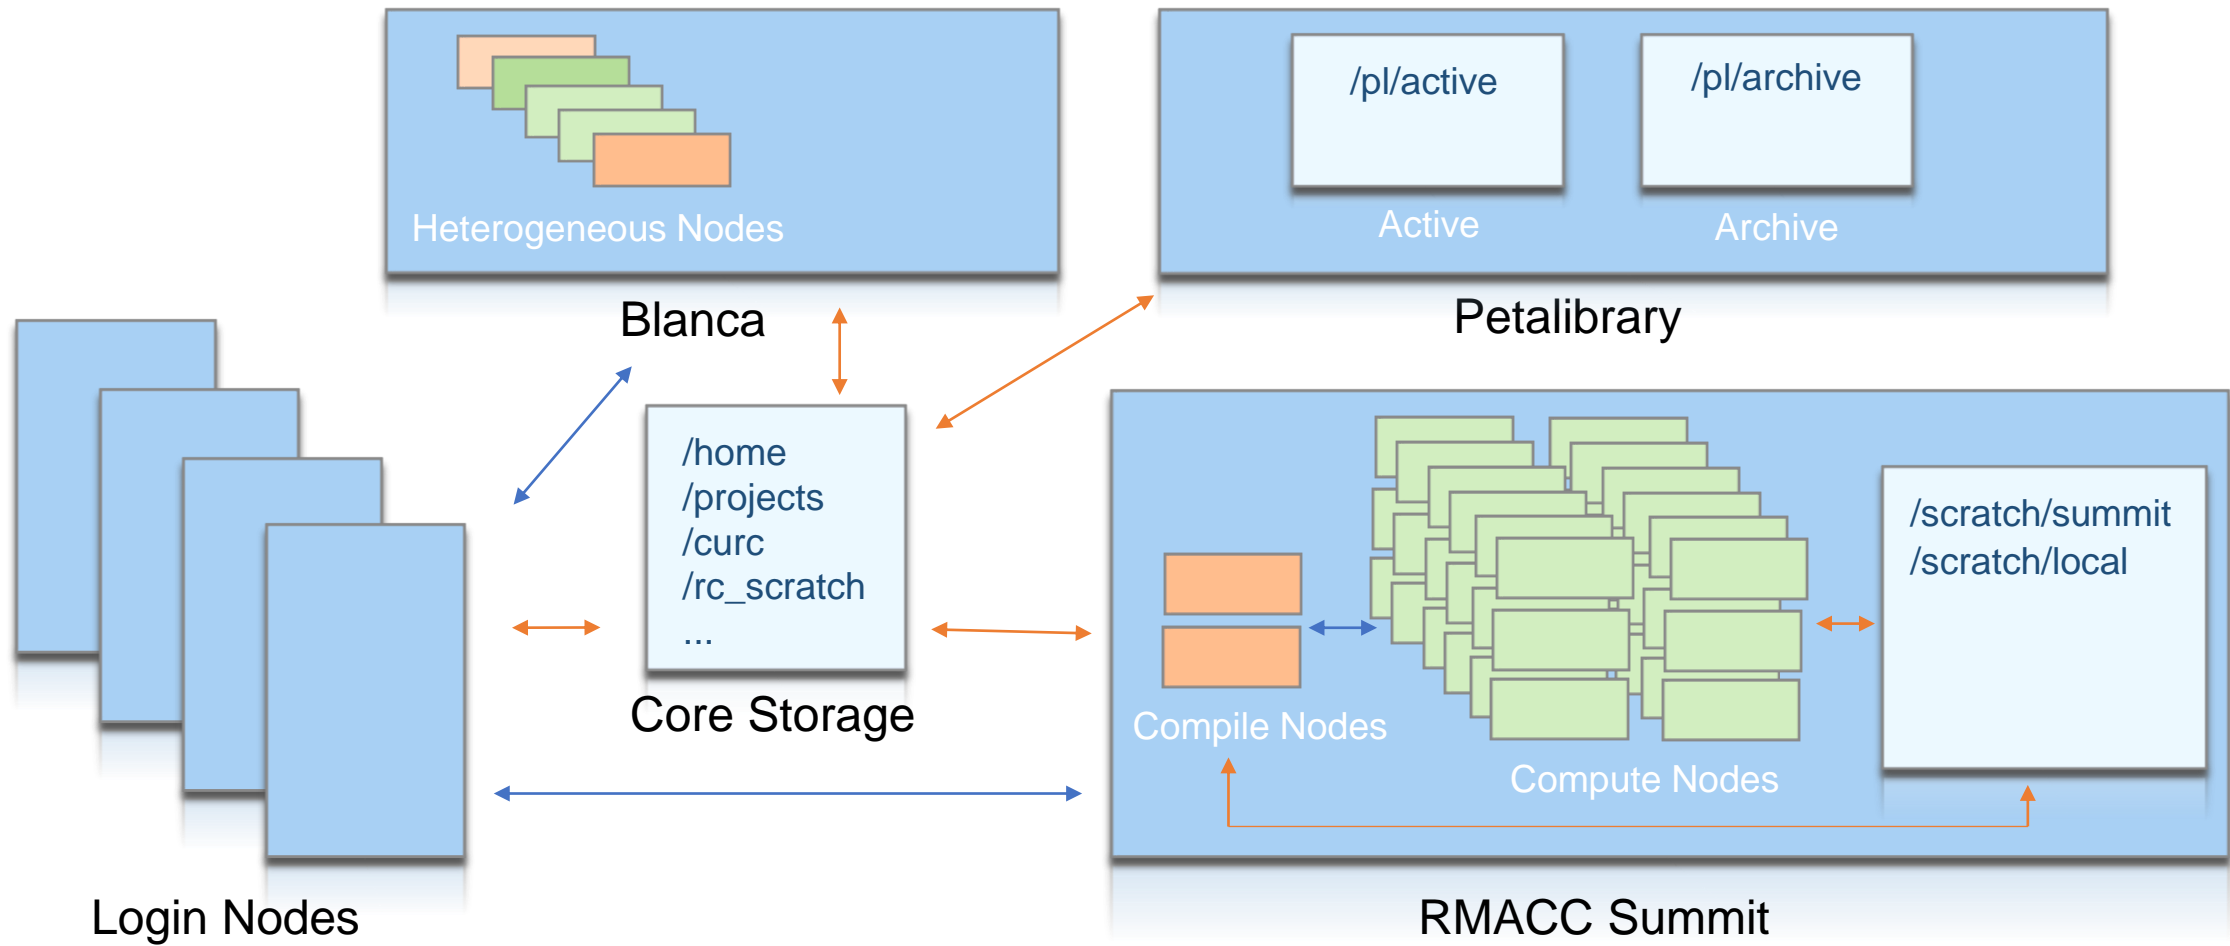 /pl/active
/pl/archive
Heterogeneous Nodes
Active
Archive
Blanca
Petalibrary
/home
/projects
/curc
/rc_scratch
...
Core Storage
/scratch/summit
/scratch/local
Compile Nodes
Compute Nodes
Login Nodes
RMACC Summit